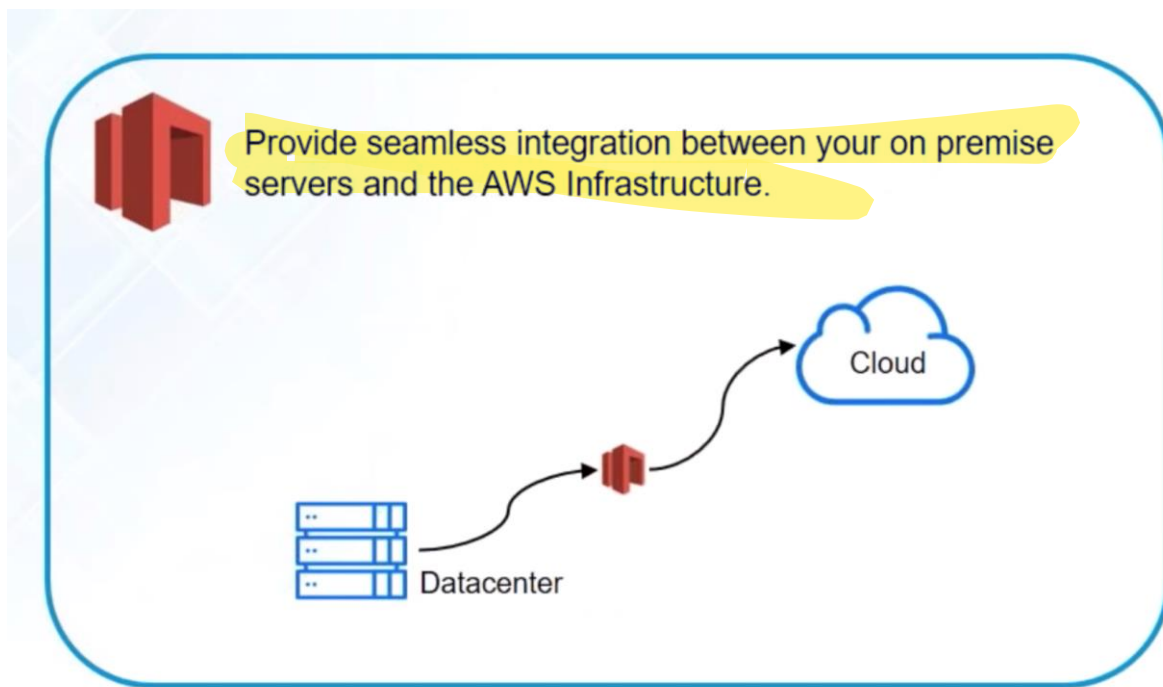 Provide seamless integration between your on premise
servers and the AWS Infrastructure.
Cloud
Datacenter